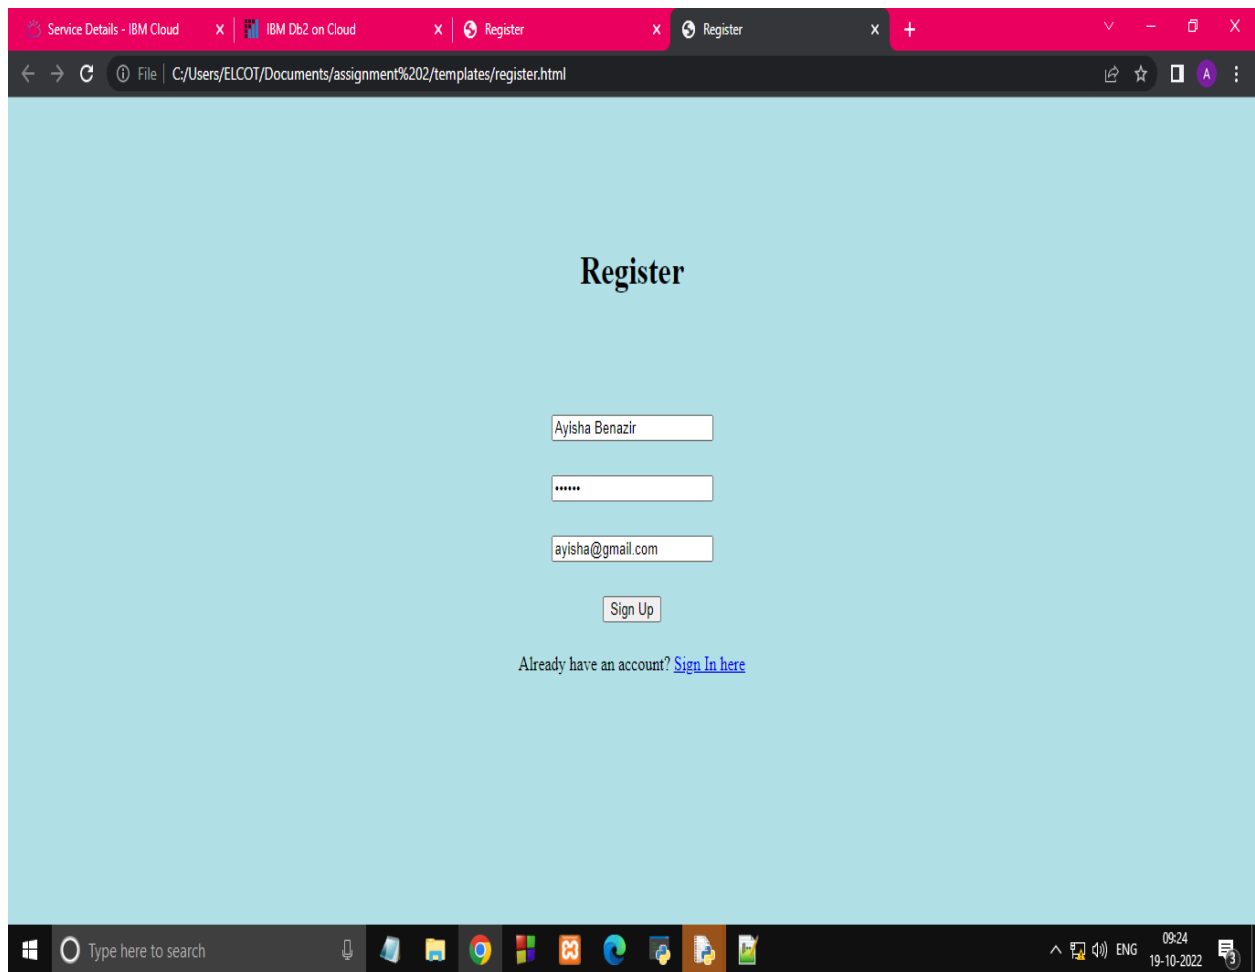 Service Details - IBM Cloud
IBM Db2 on Cloud
Register
Register
File
C:/Users/ELCOT/Documents/assignment%202/templates/register.html
A
Register
Ayisha Benazir
••••••
ayisha@gmail.com
Sign Up
Already have an account? Sign In here
Type here to search
ENG
09:24
19-10-2022
3